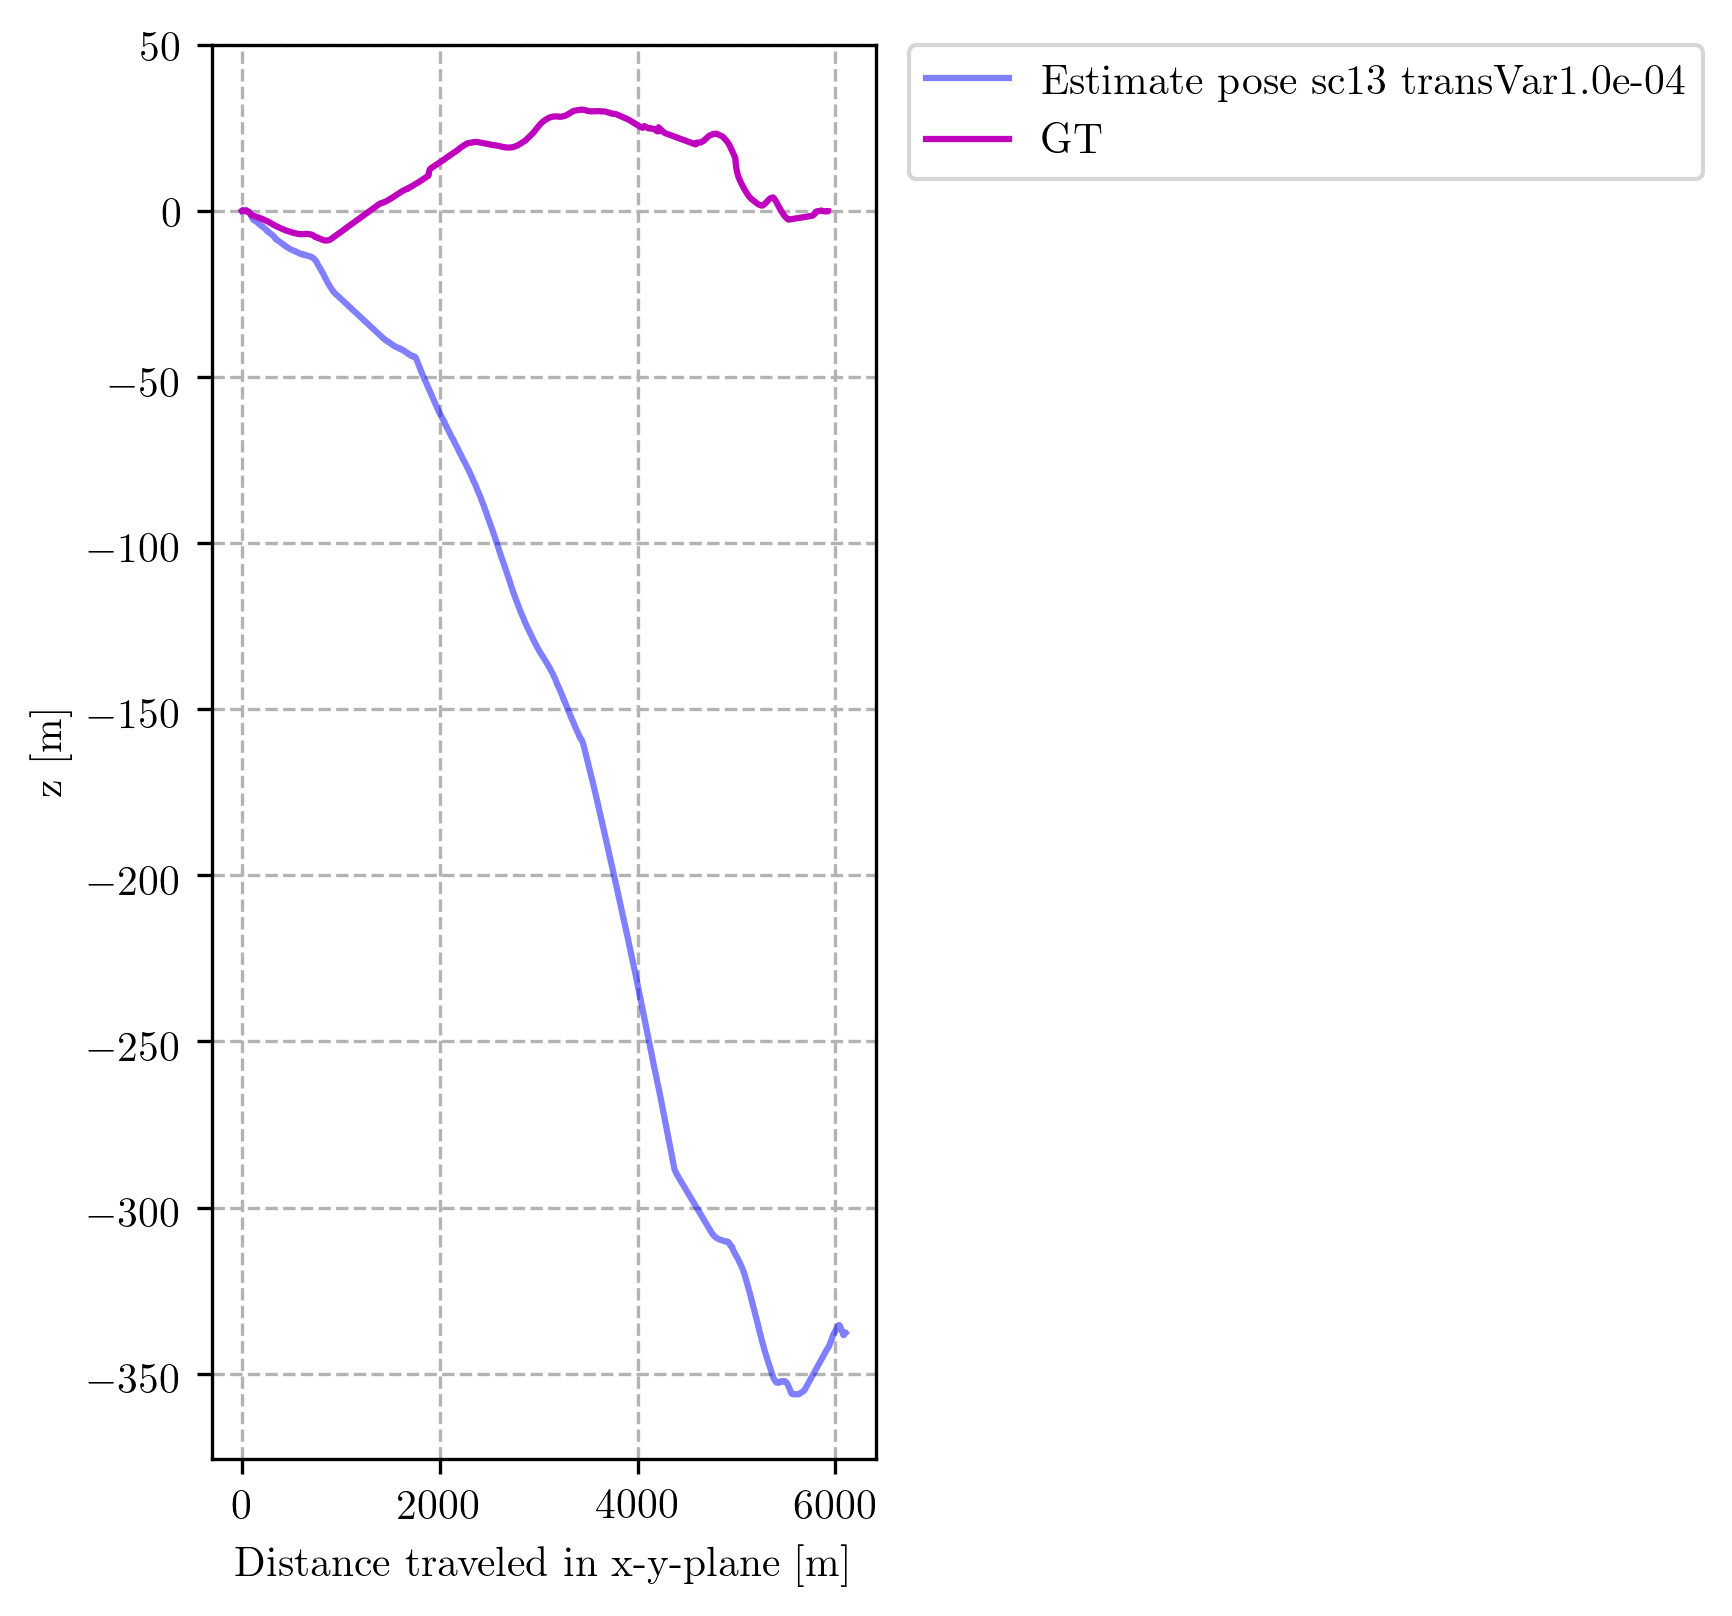 50
0
−50
−100
−150
−200
−250
−300
−350
z [m]
0 2000 4000 6000
Distance traveled in x-y-plane [m]
Estimate pose sc13 transVar1.0e-04
GT